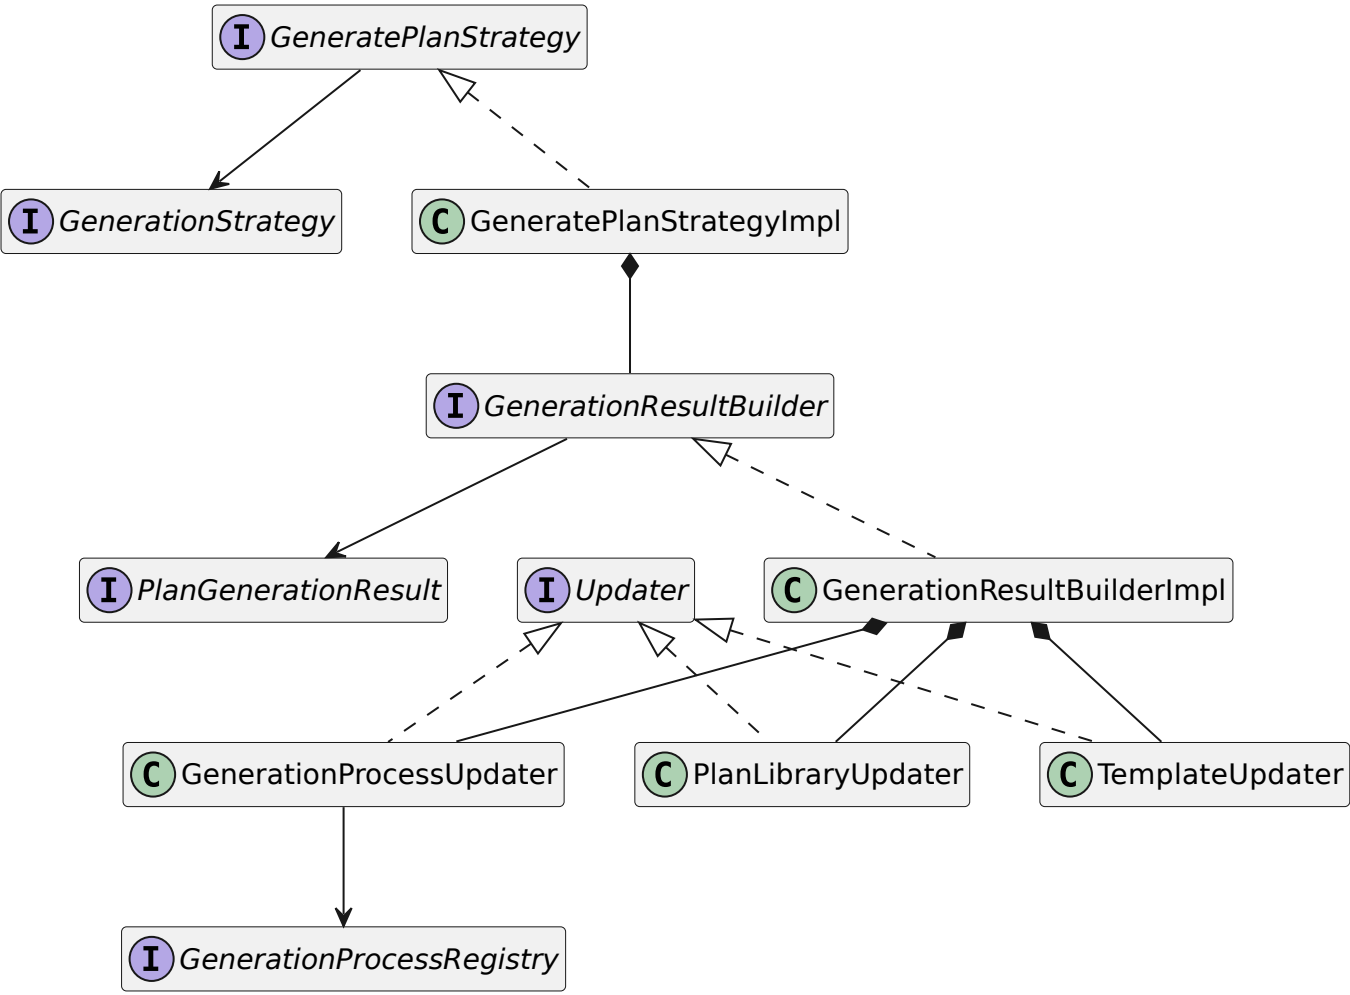 I GeneratePlanStrategy
I GenerationStrategy
C GeneratePlanStrategyImpl
I GenerationResultBuilder
I PlanGenerationResult
I Updater
C GenerationResultBuilderImpl
C GenerationProcessUpdater
C PlanLibraryUpdater
C TemplateUpdater
I GenerationProcessRegistry